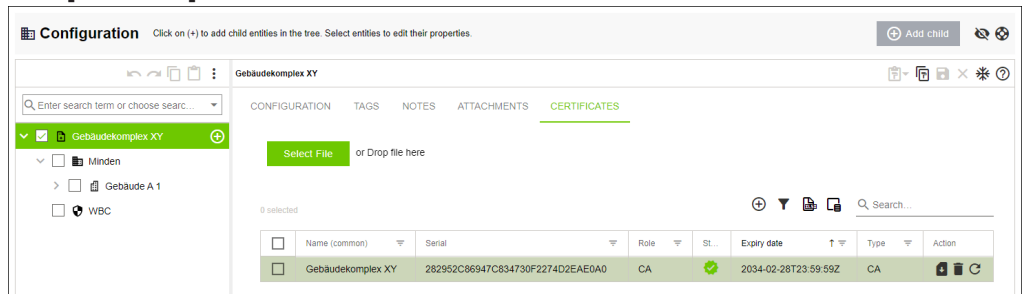 Configuration Click on (+) to add child entities in the tree. Select entities to edit their properties. Add child
Gebäudekomplex XY
Enter search term or choose searc...
CONFIGURATION TAGS NOTES ATTACHMENTS CERTIFICATES
Gebäudekomplex XY
Minden
Gebäude A 1
WBC
Select File or Drop file here
0 selected
Search...
Name (common) Serial Role St... Expiry date Type Action
Gebäudekomplex XY 282952C86947C834730F2274D2EAE0A0 CA 2034-02-28T23:59:59Z CA